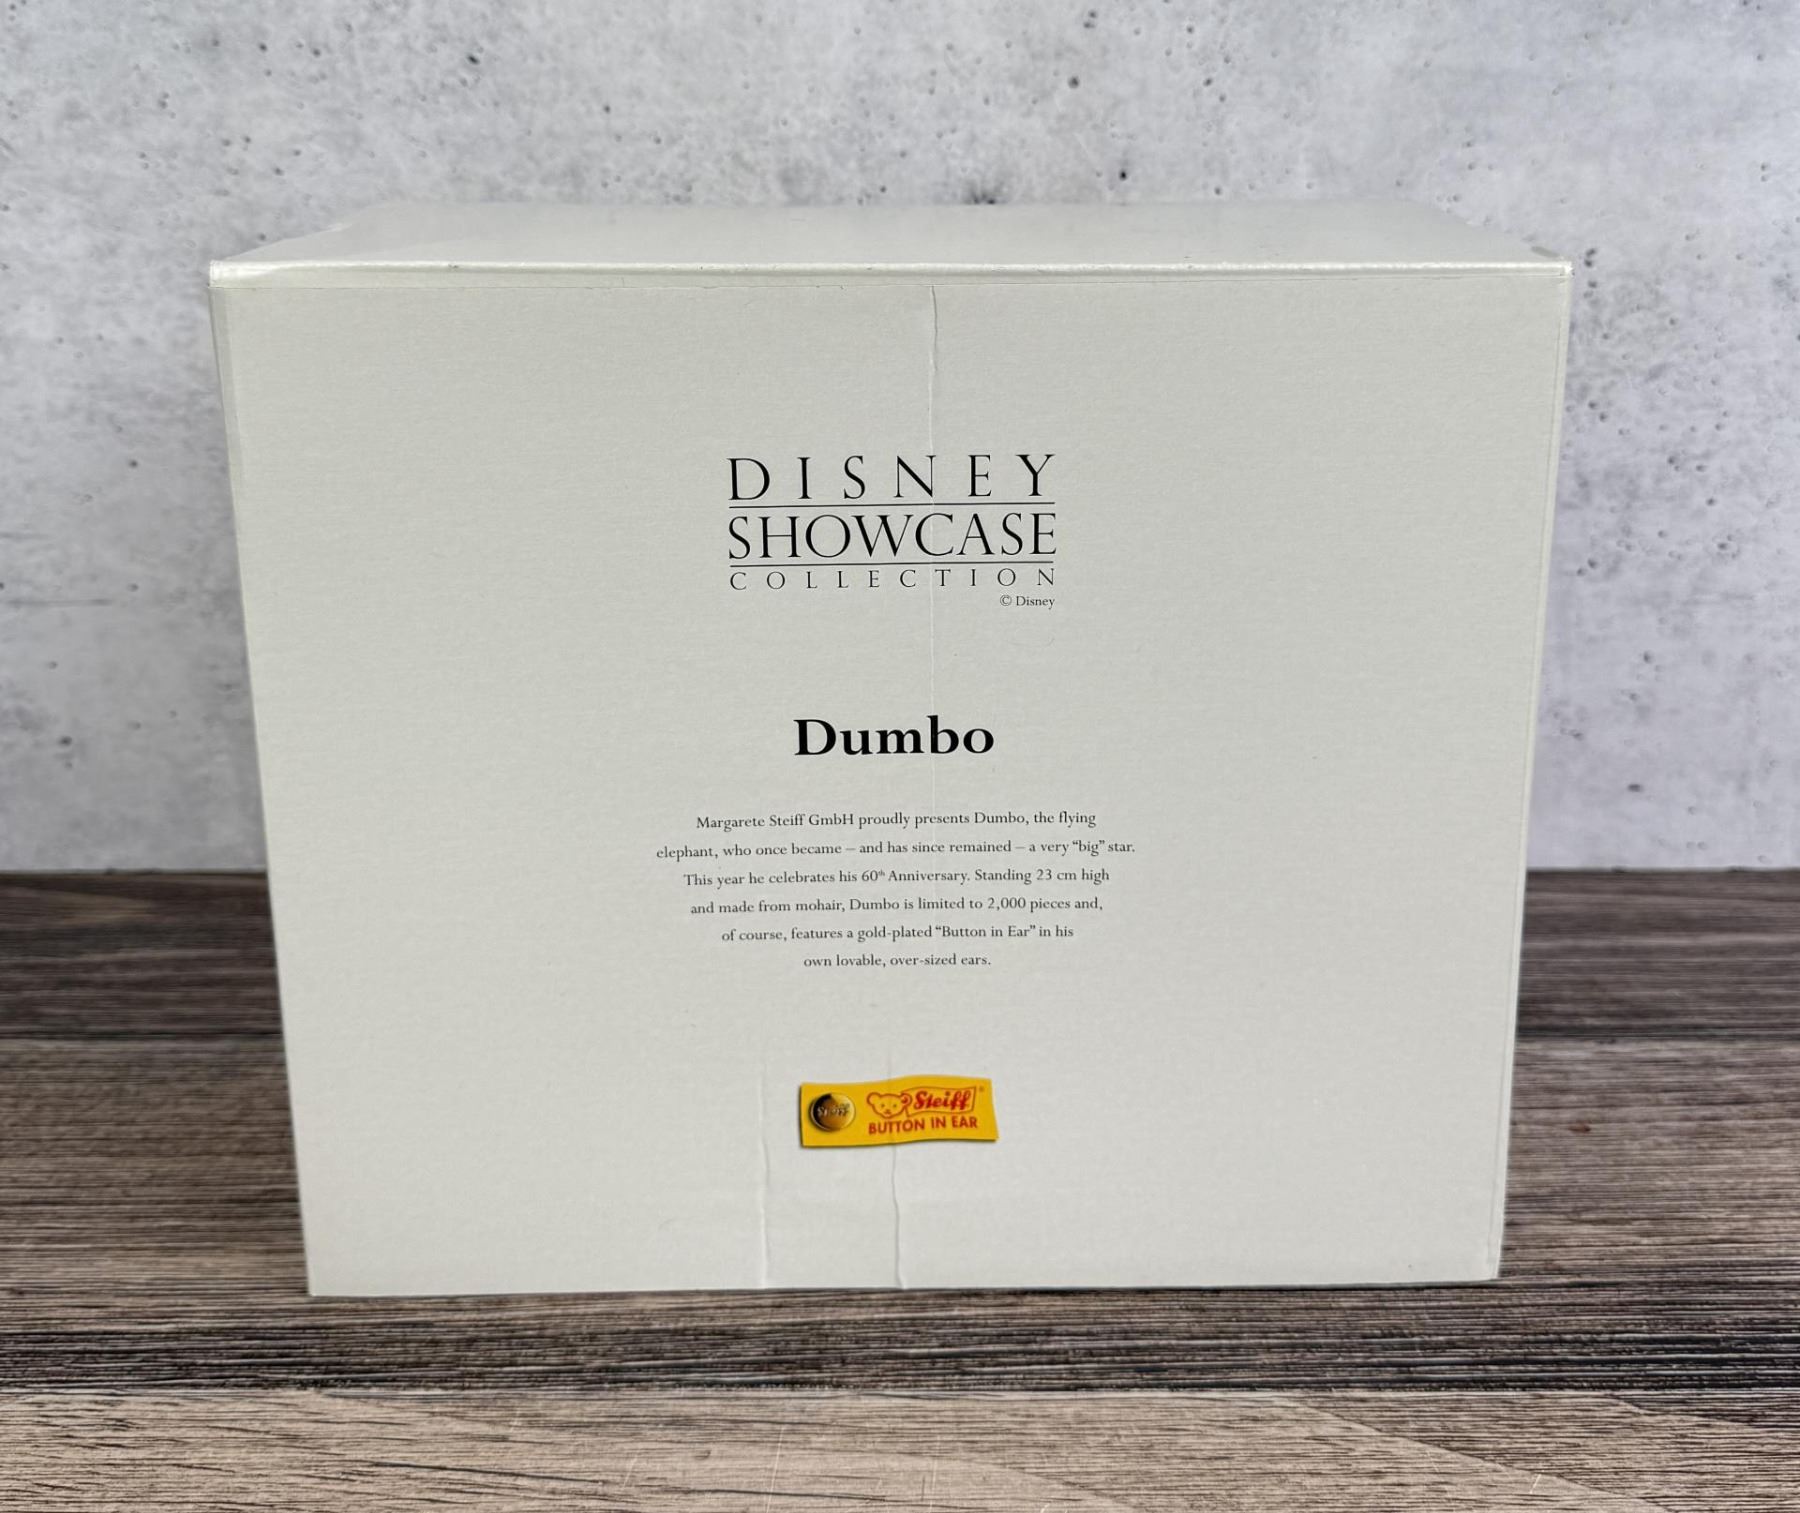 DISNEY
SHOWCASE
COLLECTION
© Disney
Dumbo
Margarete Steiff GmbH proudly presents Dumbo, the flying
elephant, who once became – and has since remained – a very “big” star.
This year he celebrates his 60th Anniversary. Standing 23 cm high
and made from mohair, Dumbo is limited to 2,000 pieces and,
of course, features a gold-plated “Button in Ear” in his
own lovable, over-sized ears.
Steiff
Steiff®
BUTTON IN EAR